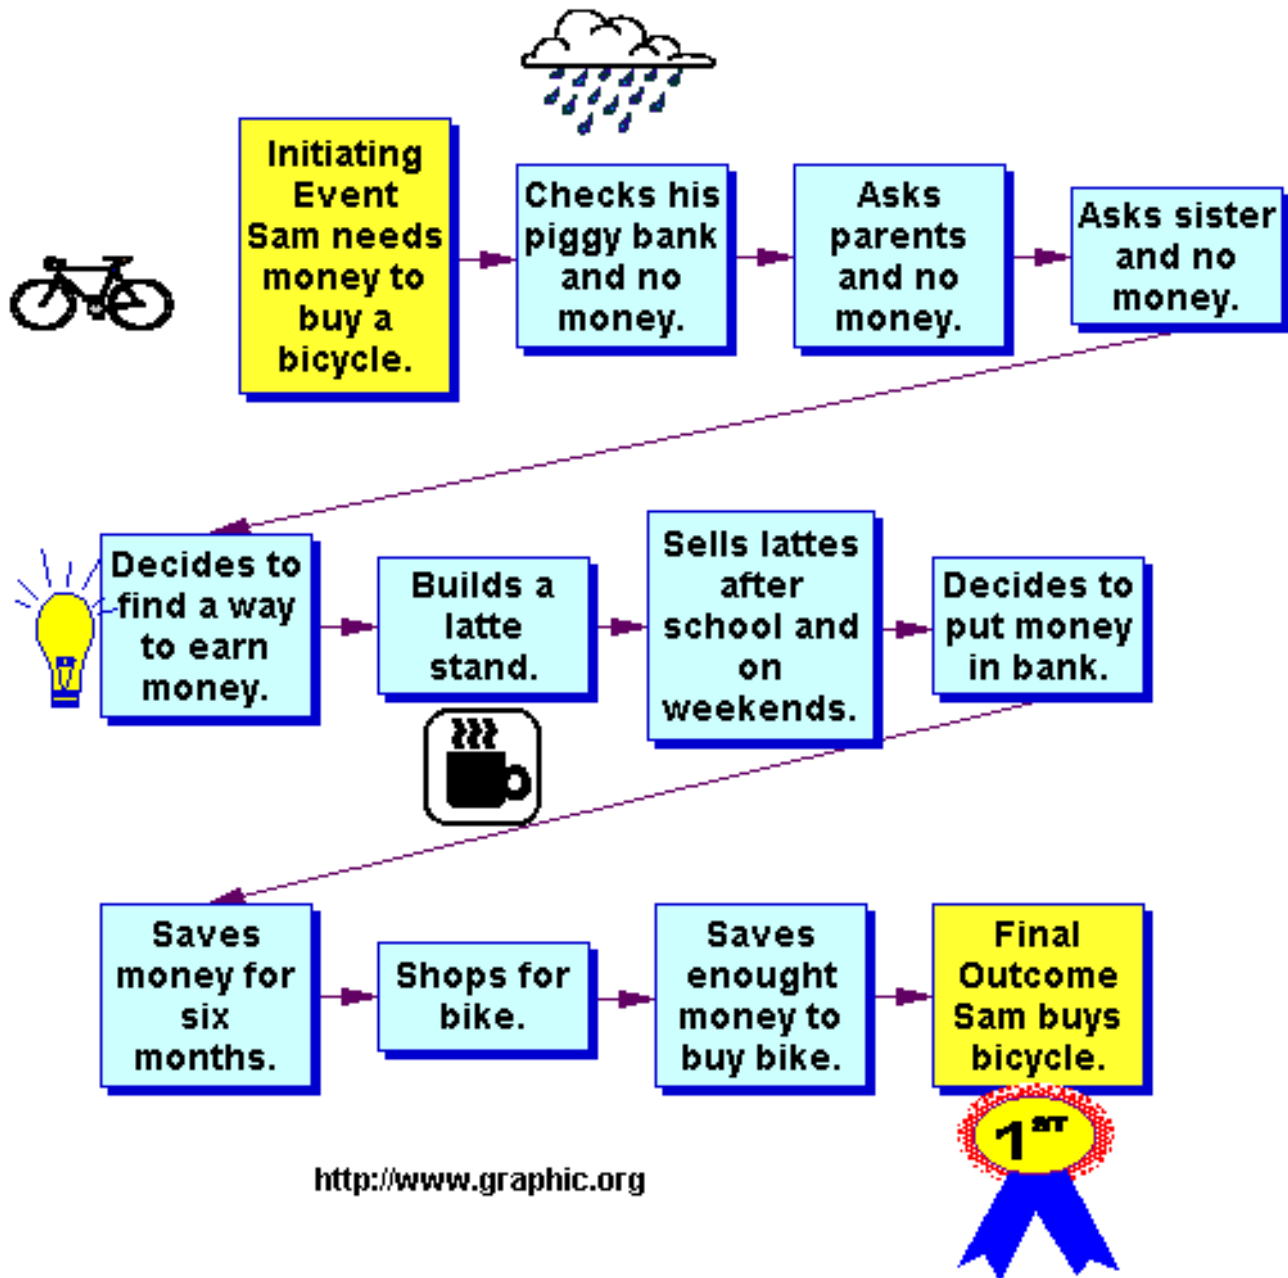 Initiating
Event
Sam needs
money to
buy a
bicycle.
Checks his
piggy bank
and no
money.
Asks
parents
and no
money.
Asks sister
and no
money.
Decides to
find a way
to earn
money.
Builds a
latte
stand.
Sells lattes
after
school and
on
weekends.
Decides to
put money
in bank.
Saves
money for
six
months.
Shops for
bike.
Saves
enought
money to
buy bike.
Final
Outcome
Sam buys
bicycle.
1ST
http://www.graphic.org